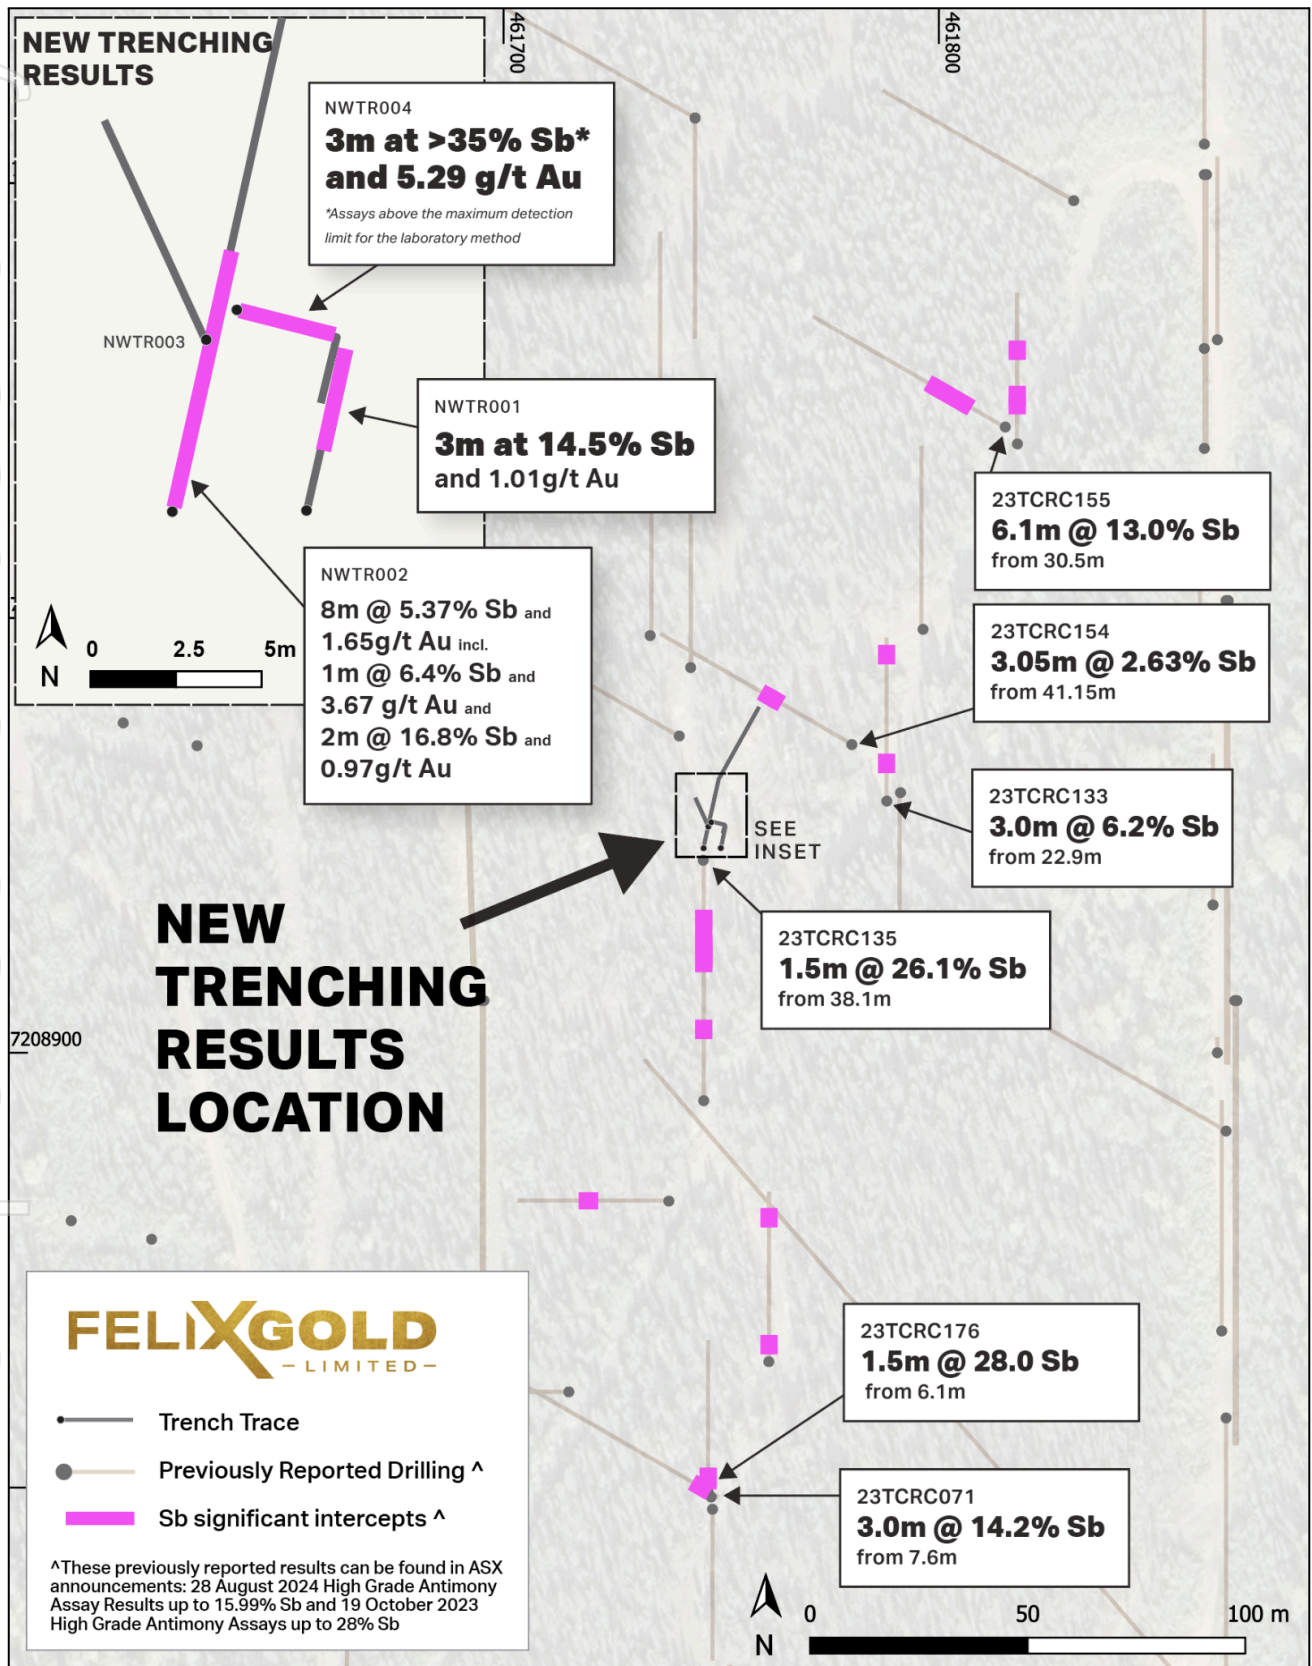 NEW TRENCHING
RESULTS
461700
461800
NWTR004
3m at >35% Sb*
and 5.29 g/t Au
*Assays above the maximum detection
limit for the laboratory method
NWTR003
NWTR001
3m at 14.5% Sb
and 1.01g/t Au
NWTR002
8m @ 5.37% Sb and
1.65g/t Au incl.
1m @ 6.4% Sb and
3.67 g/t Au and
2m @ 16.8% Sb and
0.97g/t Au
N
0 2.5 5m
23TCRC155
6.1m @ 13.0% Sb
from 30.5m
23TCRC154
3.05m @ 2.63% Sb
from 41.15m
23TCRC133
3.0m @ 6.2% Sb
from 22.9m
SEE
INSET
23TCRC135
1.5m @ 26.1% Sb
from 38.1m
NEW
TRENCHING
RESULTS
LOCATION
7208900
23TCRC176
1.5m @ 28.0 Sb
from 6.1m
23TCRC071
3.0m @ 14.2% Sb
from 7.6m
FELIXGOLD
LIMITED
Trench Trace
Previously Reported Drilling ^
Sb significant intercepts ^
^These previously reported results can be found in ASX
announcements: 28 August 2024 High Grade Antimony
Assay Results up to 15.99% Sb and 19 October 2023
High Grade Antimony Assays up to 28% Sb
N
0 50 100 m